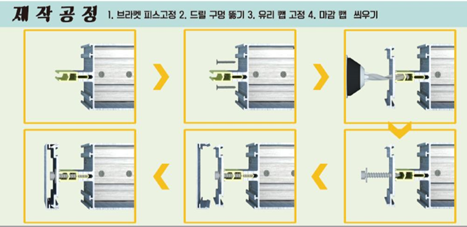 제작공정 1. 브라켓 피스고정 2. 드릴 구멍 뚫기 3. 유리 캡 고정 4. 마감 캡 씌우기